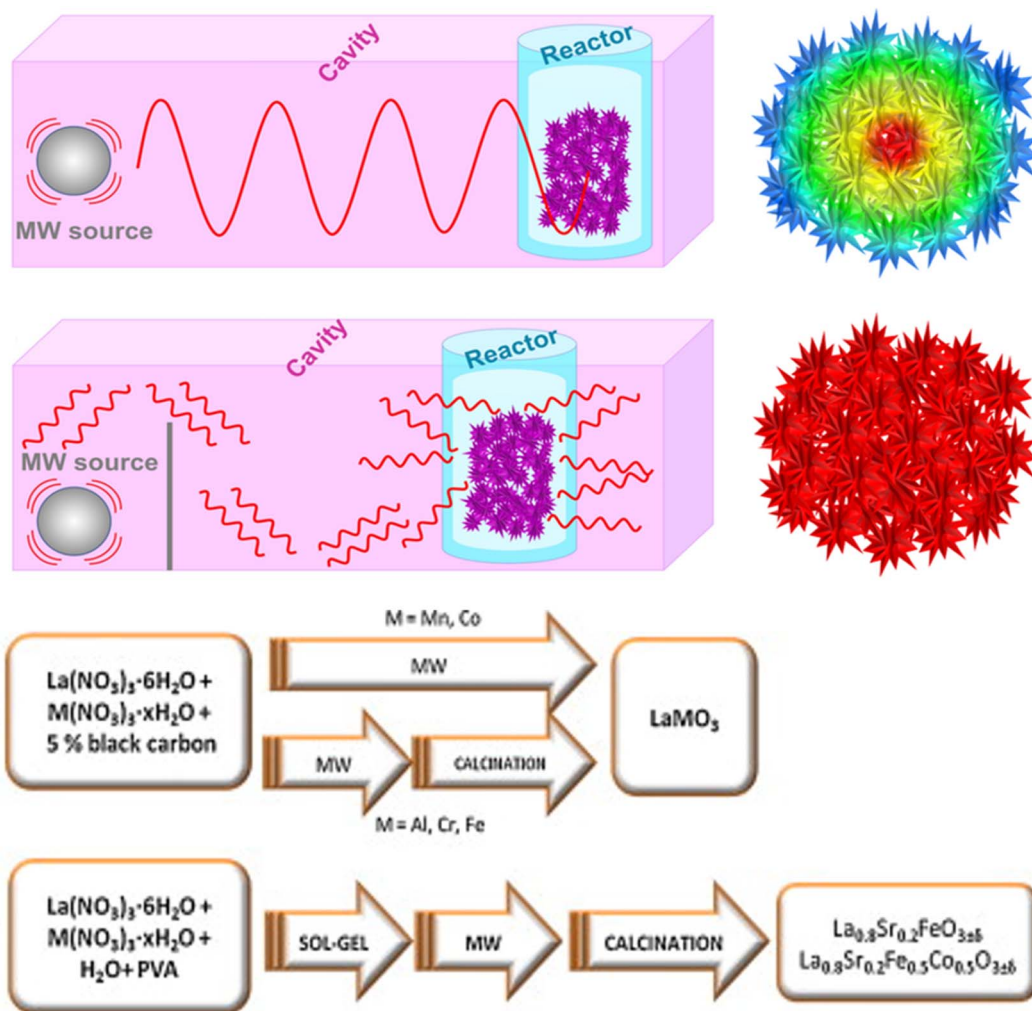 Cavity
Reactor
MW source
Cavity
Reactor
MW source
M = Mn, Co
La(NO₃)₃·6H₂O +
M(NO₃)₃·xH₂O +
5 % black carbon
MW
LaMO₃
MW
CALCINATION
M = Al, Cr, Fe
La(NO₃)₃·6H₂O +
M(NO₃)₃·xH₂O +
H₂O+ PVA
SOL-GEL
MW
CALCINATION
La₀.₈Sr₀.₂FeO₃±δ
La₀.₈Sr₀.₂Fe₀.₅Co₀.₅O₃±δ